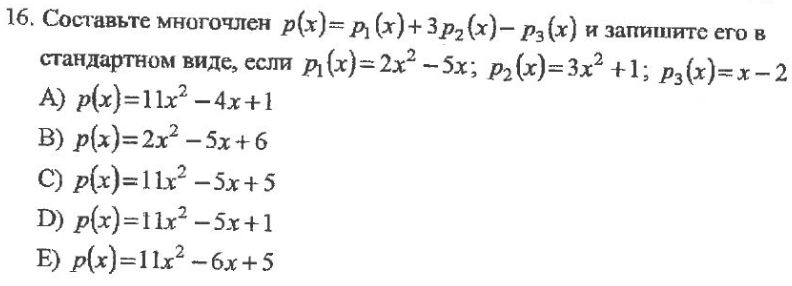 16. Составьте многочлен p(x)= p₁(x)+3p₂(x)− p₃(x) и запишите его в
стандартном виде, если p₁(x)=2x² −5x; p₂(x)=3x² +1; p₃(x)=x−2
A) p(x)=11x² −4x+1
B) p(x)=2x² −5x+6
C) p(x)=11x² −5x+5
D) p(x)=11x² −5x+1
E) p(x)=11x² −6x+5